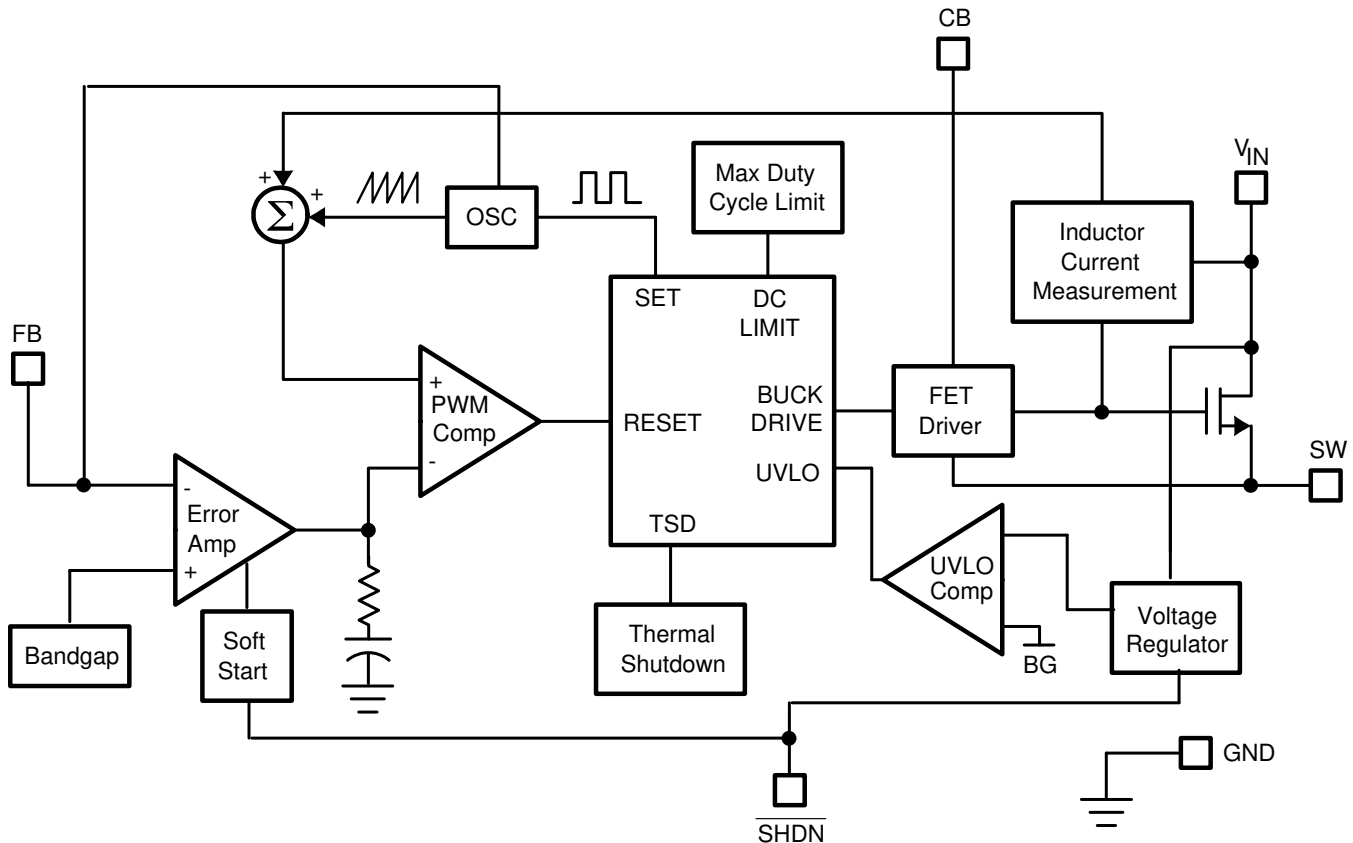 CB
V_IN
Max Duty
Cycle Limit
+
+
Σ
OSC
Inductor
Current
Measurement
SET
DC
LIMIT
FB
+
PWM
Comp
-
RESET
BUCK
DRIVE
FET
Driver
UVLO
SW
-
Error
Amp
+
TSD
UVLO
Comp
Bandgap
Soft
Start
Thermal
Shutdown
BG
Voltage
Regulator
GND
S̅H̅D̅N̅